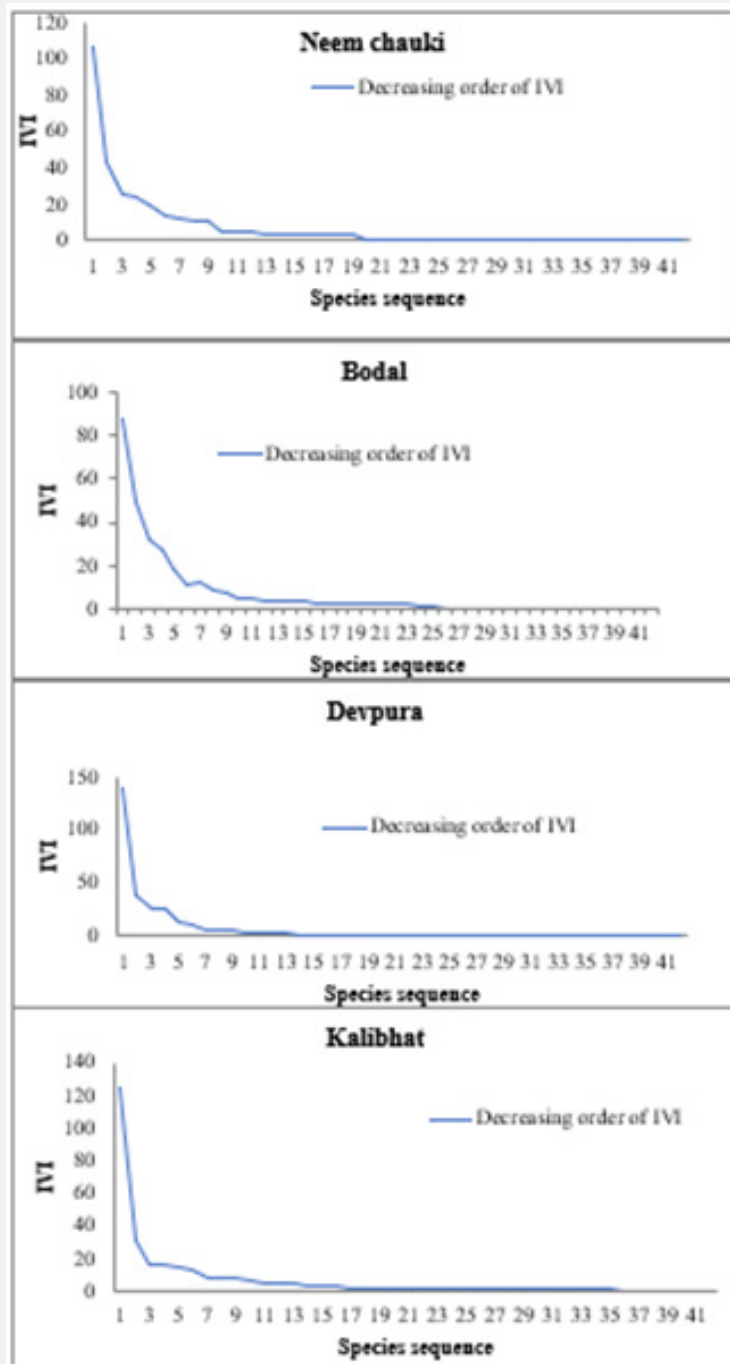 Neem chauki
Decreasing order of IVI
IVI
120
100
80
60
40
20
0
1 3 5 7 9 11 13 15 17 19 21 23 25 27 29 31 33 35 37 39 41
Species sequence
Bodal
Decreasing order of IVI
IVI
100
80
60
40
20
0
1 3 5 7 9 11 13 15 17 19 21 23 25 27 29 31 33 35 37 39 41
Species sequence
Devpura
Decreasing order of IVI
IVI
150
100
50
0
1 3 5 7 9 11 13 15 17 19 21 23 25 27 29 31 33 35 37 39 41
Species sequence
Kalibhat
Decreasing order of IVI
IVI
140
120
100
80
60
40
20
0
1 3 5 7 9 11 13 15 17 19 21 23 25 27 29 31 33 35 37 39 41
Species sequence